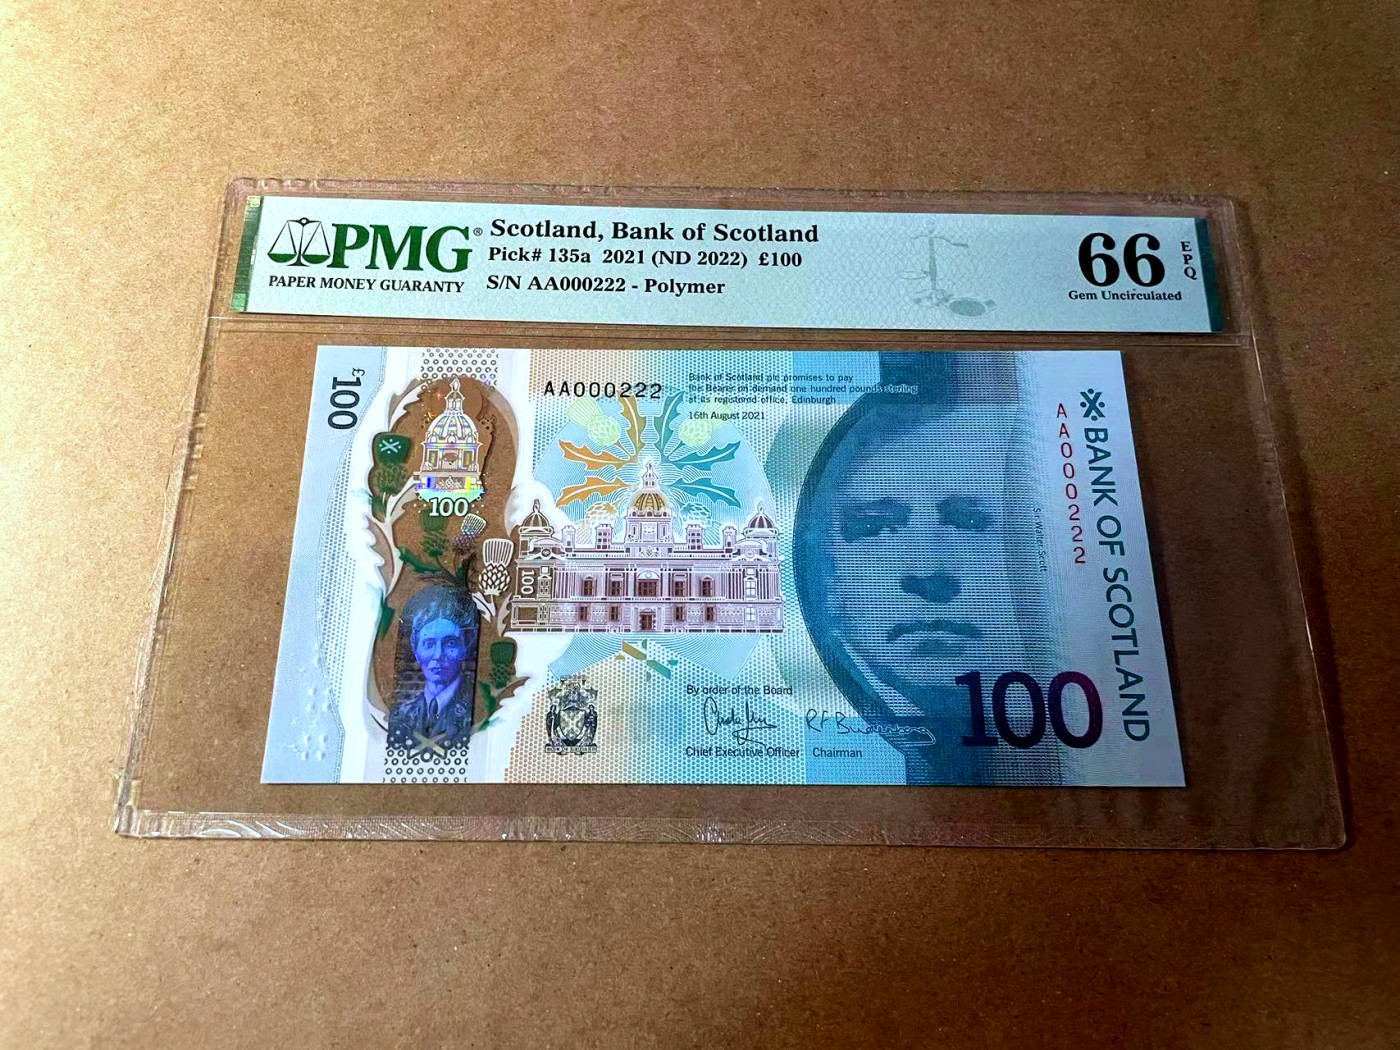 PMG®
PAPER MONEY GUARANTY
Scotland, Bank of Scotland
Pick# 135a 2021 (ND 2022) £100
S/N AA000222 - Polymer
66
EPQ
Gem Uncirculated
£100
100
AA000222
Bank of Scotland plc promises to pay
the Bearer on demand one hundred pounds sterling
at its registered office, Edinburgh
16th August 2021
100
By order of the Board
Chief Executive Officer
Chairman
Sir Walter Scott
AA000222
BANK OF SCOTLAND
100